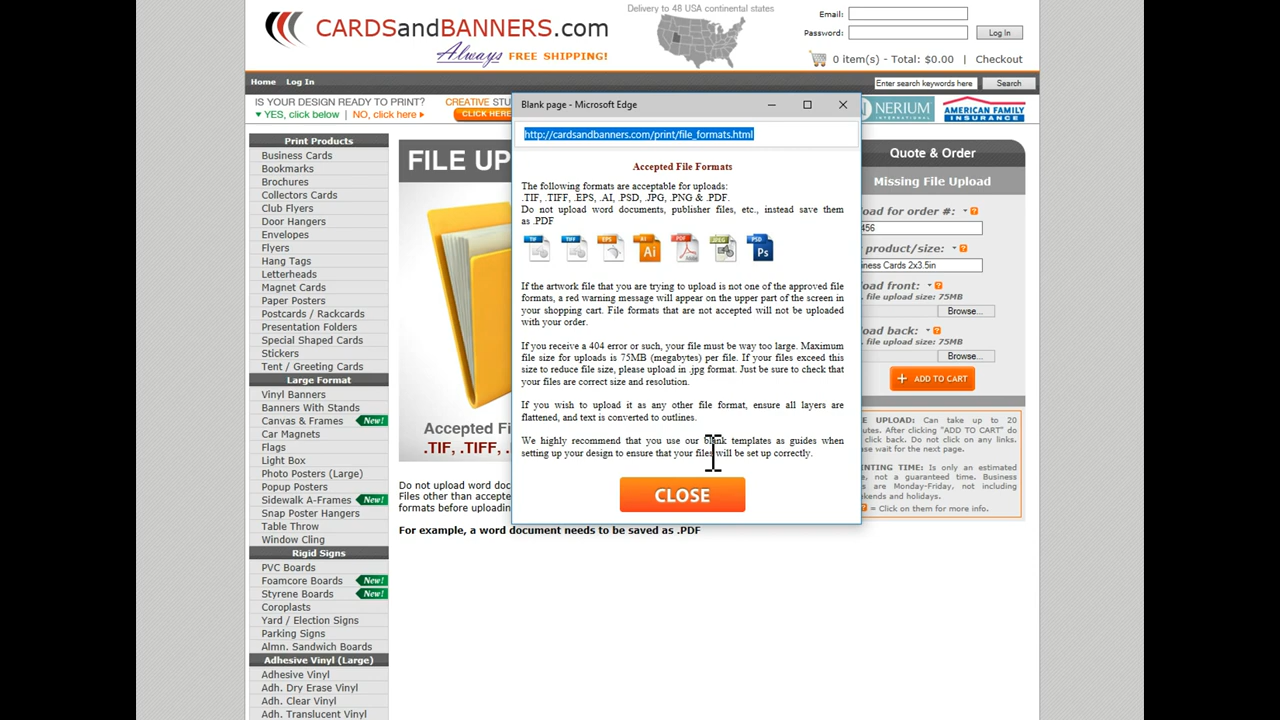 CARDSandBANNERS.com
Always FREE SHIPPING!
Delivery to 48 USA continental states
Email:
Password:
Log In
0 item(s) - Total: $0.00 | Checkout
Home Log In
Enter search keywords here Search
IS YOUR DESIGN READY TO PRINT?
YES, click below | NO, click here
CREATIVE STU
CLICK HERE
NERIUM
INTERNATIONAL
AMERICAN FAMILY
INSURANCE
Print Products
Business Cards
Bookmarks
Brochures
Collectors Cards
Club Flyers
Door Hangers
Envelopes
Flyers
Hang Tags
Letterheads
Magnet Cards
Paper Posters
Postcards / Rackcards
Presentation Folders
Special Shaped Cards
Stickers
Tent / Greeting Cards
Large Format
Vinyl Banners
Banners With Stands
Canvas & Frames New!
Car Magnets
Flags
Light Box
Photo Posters (Large)
Popup Posters
Sidewalk A-Frames New!
Snap Poster Hangers
Table Throw
Window Cling
Rigid Signs
PVC Boards
Foamcore Boards New!
Styrene Boards New!
Coroplasts
Yard / Election Signs
Parking Signs
Almn. Sandwich Boards
Adhesive Vinyl (Large)
Adhesive Vinyl
Adh. Dry Erase Vinyl
Adh. Clear Vinyl
Adh. Translucent Vinyl
FILE UP
Accepted Fi
.TIF, .TIFF, .
Do not upload word doc
Files other than accepte
formats before uploadin
For example, a word document needs to be saved as .PDF
Blank page - Microsoft Edge
http://cardsandbanners.com/print/file_formats.html
Accepted File Formats
The following formats are acceptable for uploads:
.TIF, .TIFF, .EPS, .AI, .PSD, .JPG, .PNG & .PDF.
Do not upload word documents, publisher files, etc., instead save them
as .PDF
TIF TIFF EPS AI Ai PDF Adobe JPEG PSD Ps
If the artwork file that you are trying to upload is not one of the approved file
formats, a red warning message will appear on the upper part of the screen in
your shopping cart. File formats that are not accepted will not be uploaded
with your order.
If you receive a 404 error or such, your file must be way too large. Maximum
file size for uploads is 75MB (megabytes) per file. If your files exceed this
size to reduce file size, please upload in .jpg format. Just be sure to check that
your files are correct size and resolution.
If you wish to upload it as any other file format, ensure all layers are
flattened, and text is converted to outlines.
We highly recommend that you use our blank templates as guides when
setting up your design to ensure that your files will be set up correctly.
CLOSE
Quote & Order
Missing File Upload
load for order #:
456
product/size:
ness Cards 2x3.5in
load front:
. file upload size: 75MB
Browse...
load back:
. file upload size: 75MB
Browse...
+ ADD TO CART
E UPLOAD: Can take up to 20
utes. After clicking "ADD TO CART" do
click back. Do not click on any links.
se wait for the next page.
INTING TIME: Is only an estimated
e, not a guaranteed time. Business
s are Monday-Friday, not including
ekends and holidays.
= Click on them for more info.